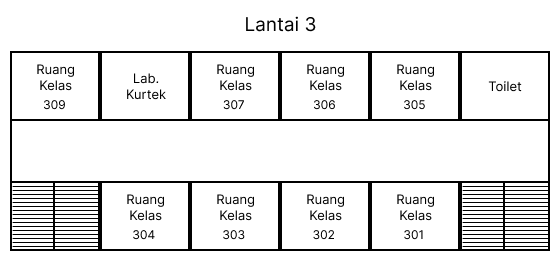 Lantai 3
Ruang
Kelas
309
Lab.
Kurtek
Ruang
Kelas
307
Ruang
Kelas
306
Ruang
Kelas
305
Toilet
Ruang
Kelas
304
Ruang
Kelas
303
Ruang
Kelas
302
Ruang
Kelas
301